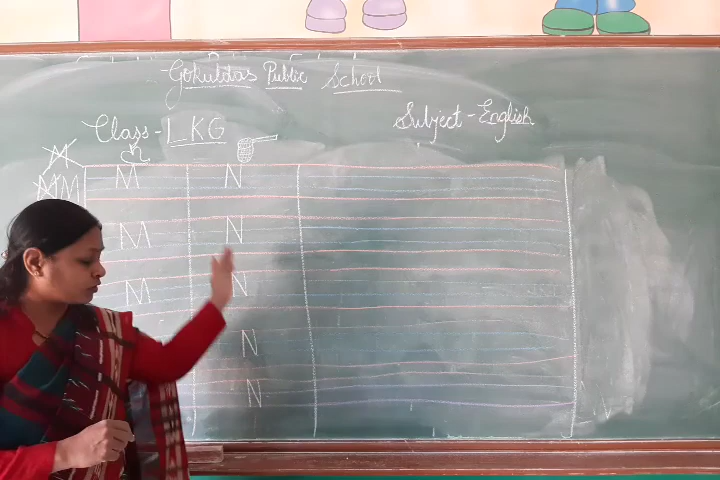 Gokuldas Public School
Class-LKG Subject-English
M N
M N
M N
N
N